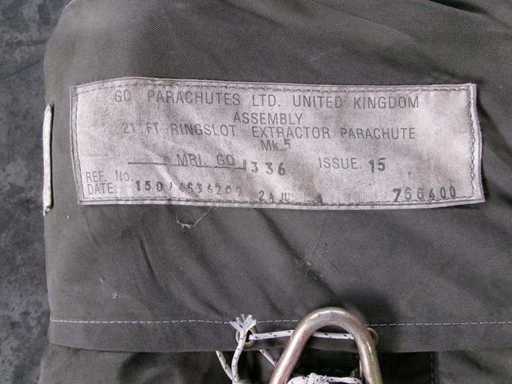 GQ PARACHUTES LTD. UNITED KINGDOM
ASSEMBLY
21 FT RINGSLOT EXTRACTOR PARACHUTE
Mk.5
MRI. GQ 1336 ISSUE. 15
REF. No.
DATE: 766400